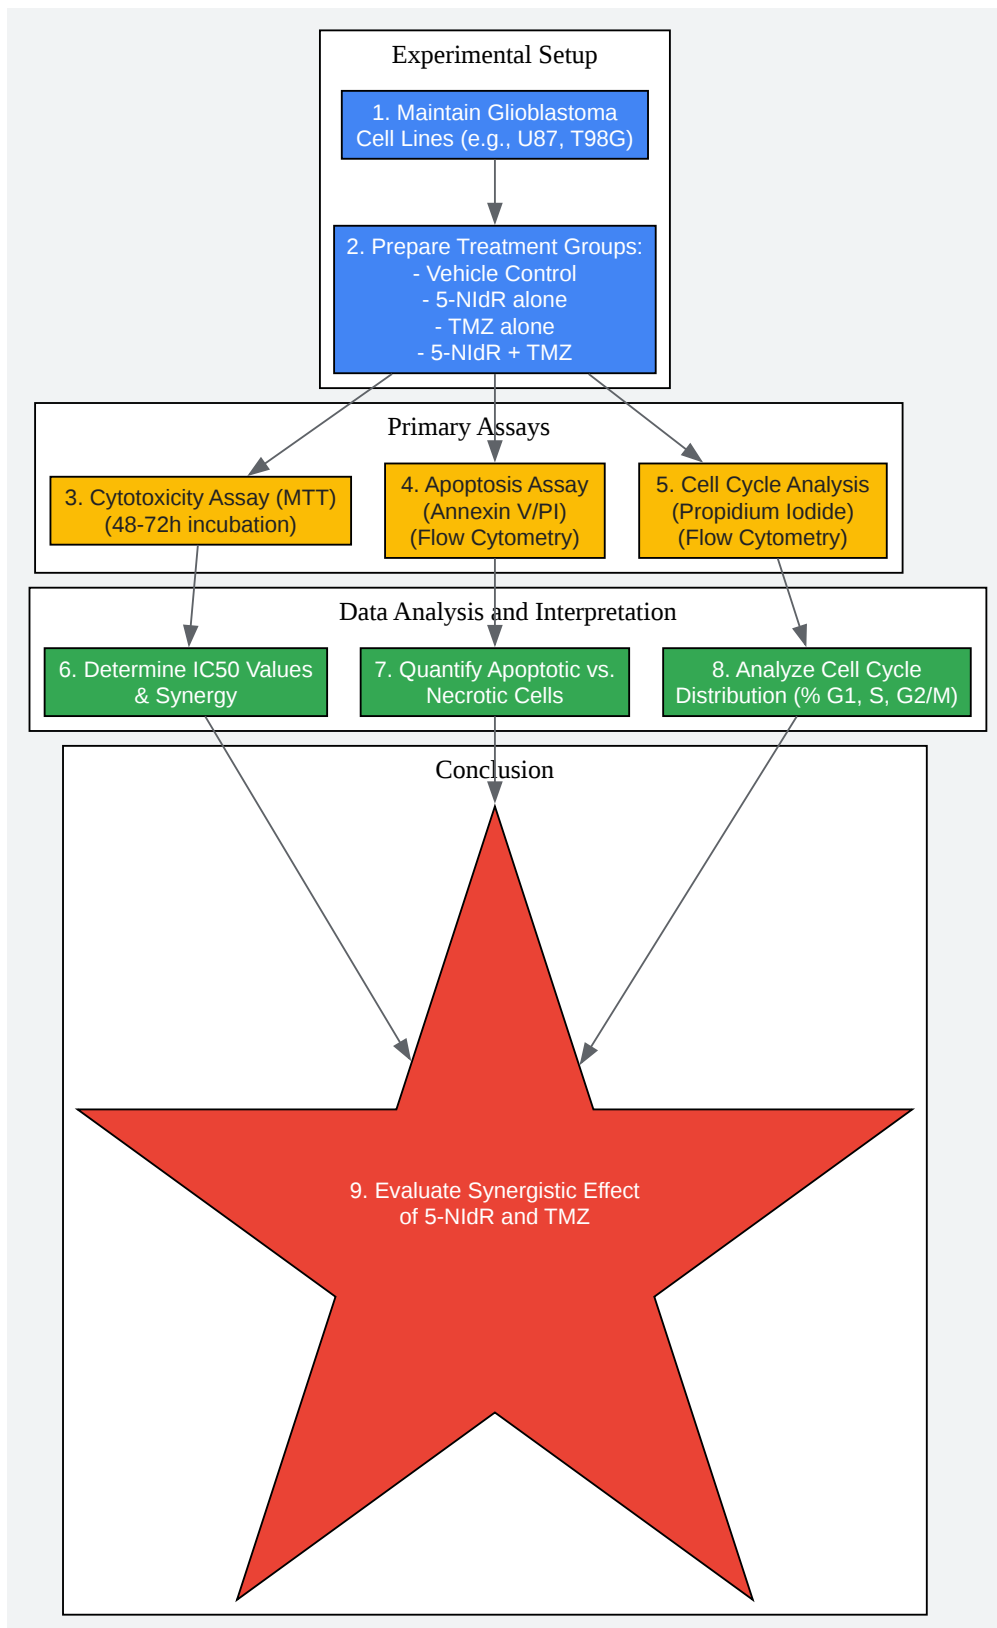 Experimental Setup
1. Maintain Glioblastoma
Cell Lines (e.g., U87, T98G)
2. Prepare Treatment Groups:
- Vehicle Control
- 5-NIdR alone
- TMZ alone
- 5-NIdR + TMZ
Primary Assays
3. Cytotoxicity Assay (MTT)
(48-72h incubation)
4. Apoptosis Assay
(Annexin V/PI)
(Flow Cytometry)
5. Cell Cycle Analysis
(Propidium Iodide)
(Flow Cytometry)
Data Analysis and Interpretation
6. Determine IC50 Values
& Synergy
7. Quantify Apoptotic vs.
Necrotic Cells
8. Analyze Cell Cycle
Distribution (% G1, S, G2/M)
Conclusion
9. Evaluate Synergistic Effect
of 5-NIdR and TMZ